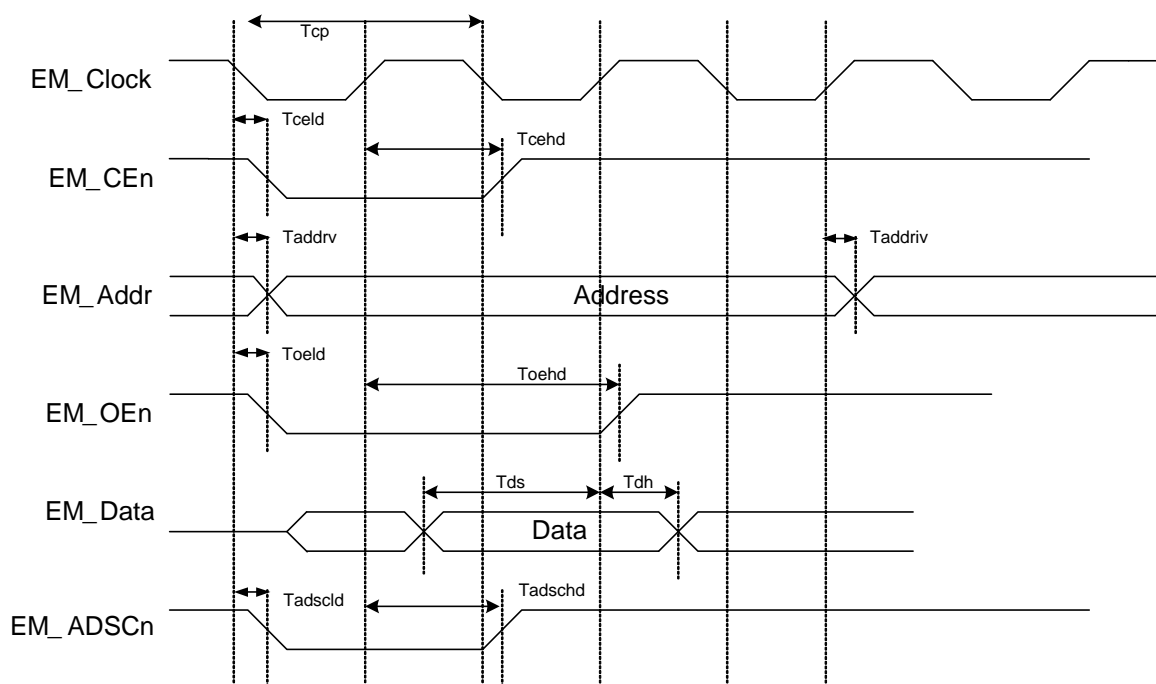 Tcp
EM_Clock
Tceld
Tcehd
EM_CEn
Taddrv
Taddriv
EM_Addr
Address
Toeld
Toehd
EM_OEn
Tds
Tdh
EM_Data
Data
Tadscld
Tadschd
EM_ADSCn